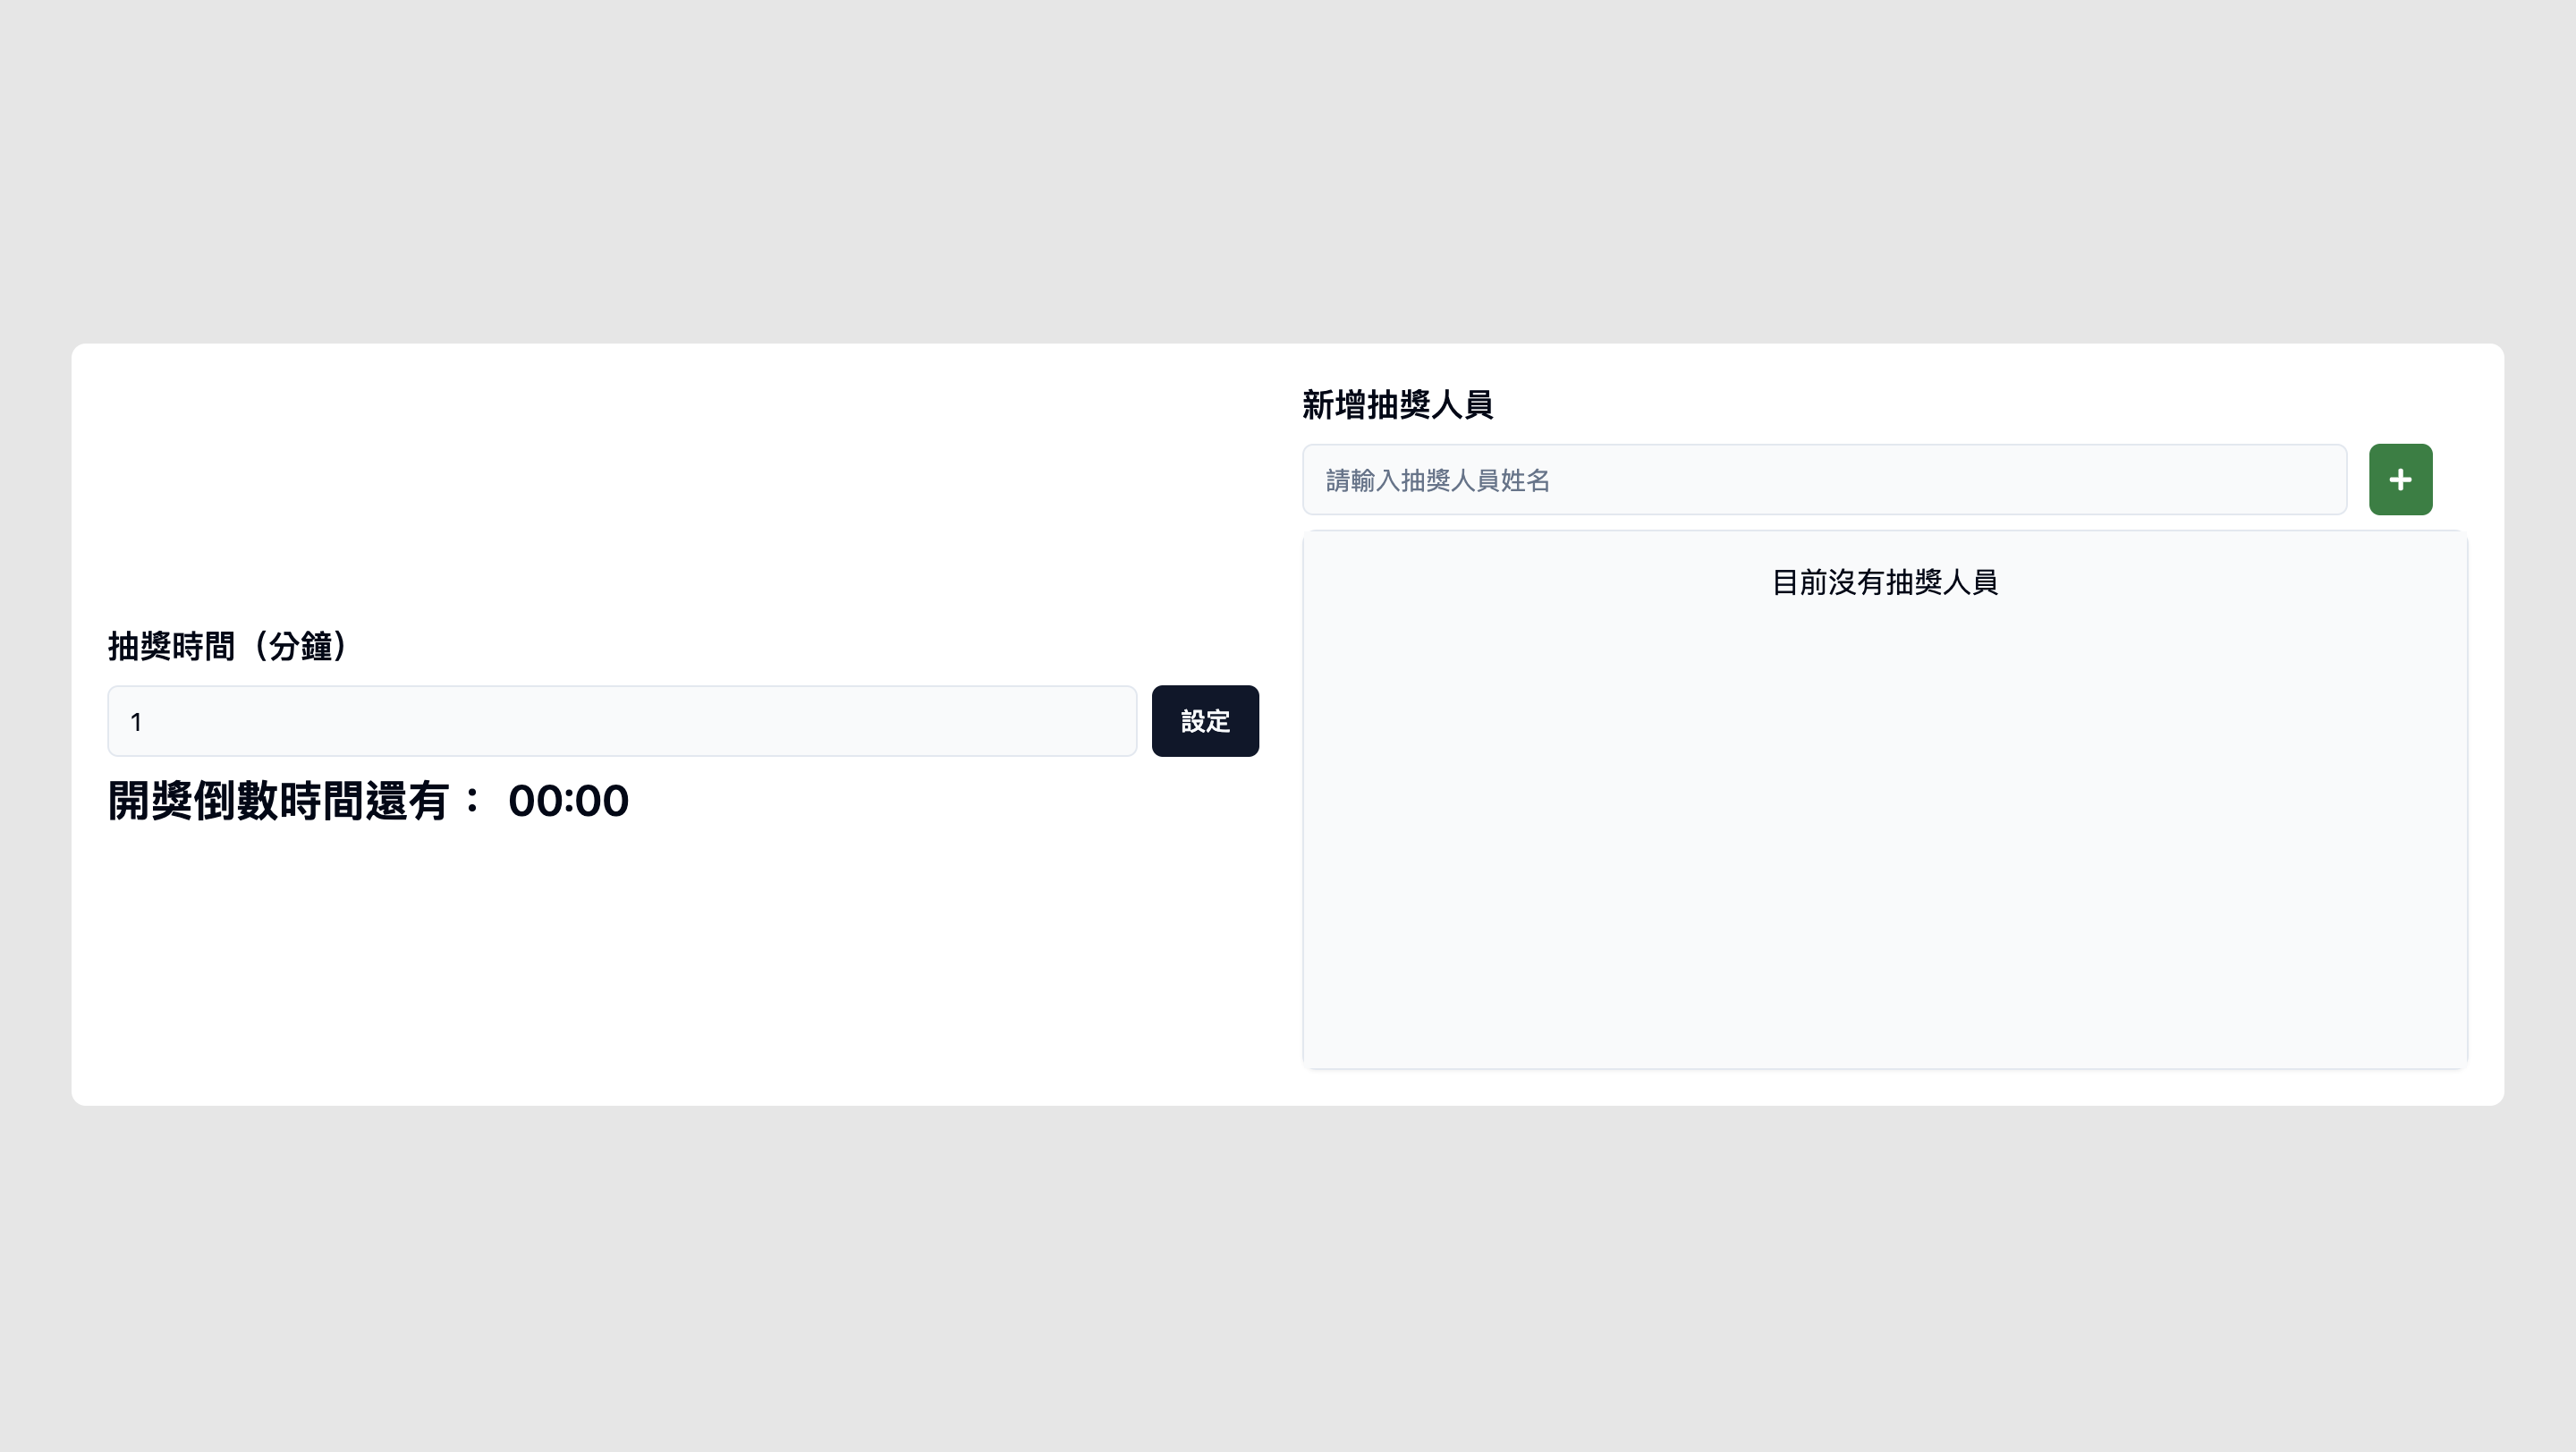 抽獎時間（分鐘）
1
設定
開獎倒數時間還有： 00:00
新增抽獎人員
請輸入抽獎人員姓名
+
目前沒有抽獎人員